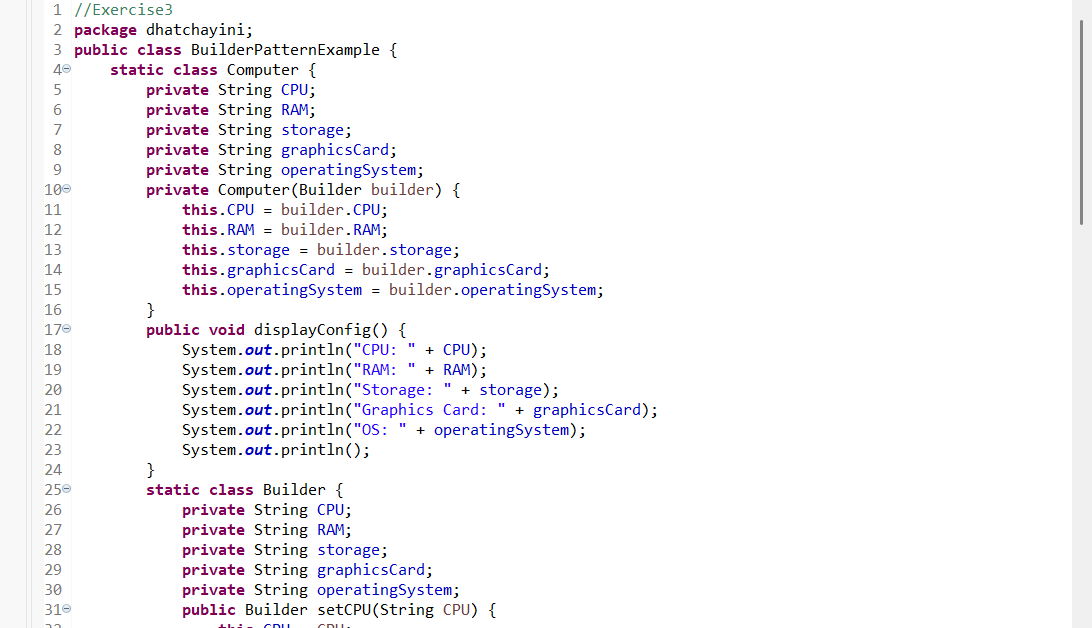 1 //Exercise3
2 package dhatchayini;
3 public class BuilderPatternExample {
4 static class Computer {
5 private String CPU;
6 private String RAM;
7 private String storage;
8 private String graphicsCard;
9 private String operatingSystem;
10 private Computer(Builder builder) {
11 this.CPU = builder.CPU;
12 this.RAM = builder.RAM;
13 this.storage = builder.storage;
14 this.graphicsCard = builder.graphicsCard;
15 this.operatingSystem = builder.operatingSystem;
16 }
17 public void displayConfig() {
18 System.out.println("CPU: " + CPU);
19 System.out.println("RAM: " + RAM);
20 System.out.println("Storage: " + storage);
21 System.out.println("Graphics Card: " + graphicsCard);
22 System.out.println("OS: " + operatingSystem);
23 System.out.println();
24 }
25 static class Builder {
26 private String CPU;
27 private String RAM;
28 private String storage;
29 private String graphicsCard;
30 private String operatingSystem;
31 public Builder setCPU(String CPU) {